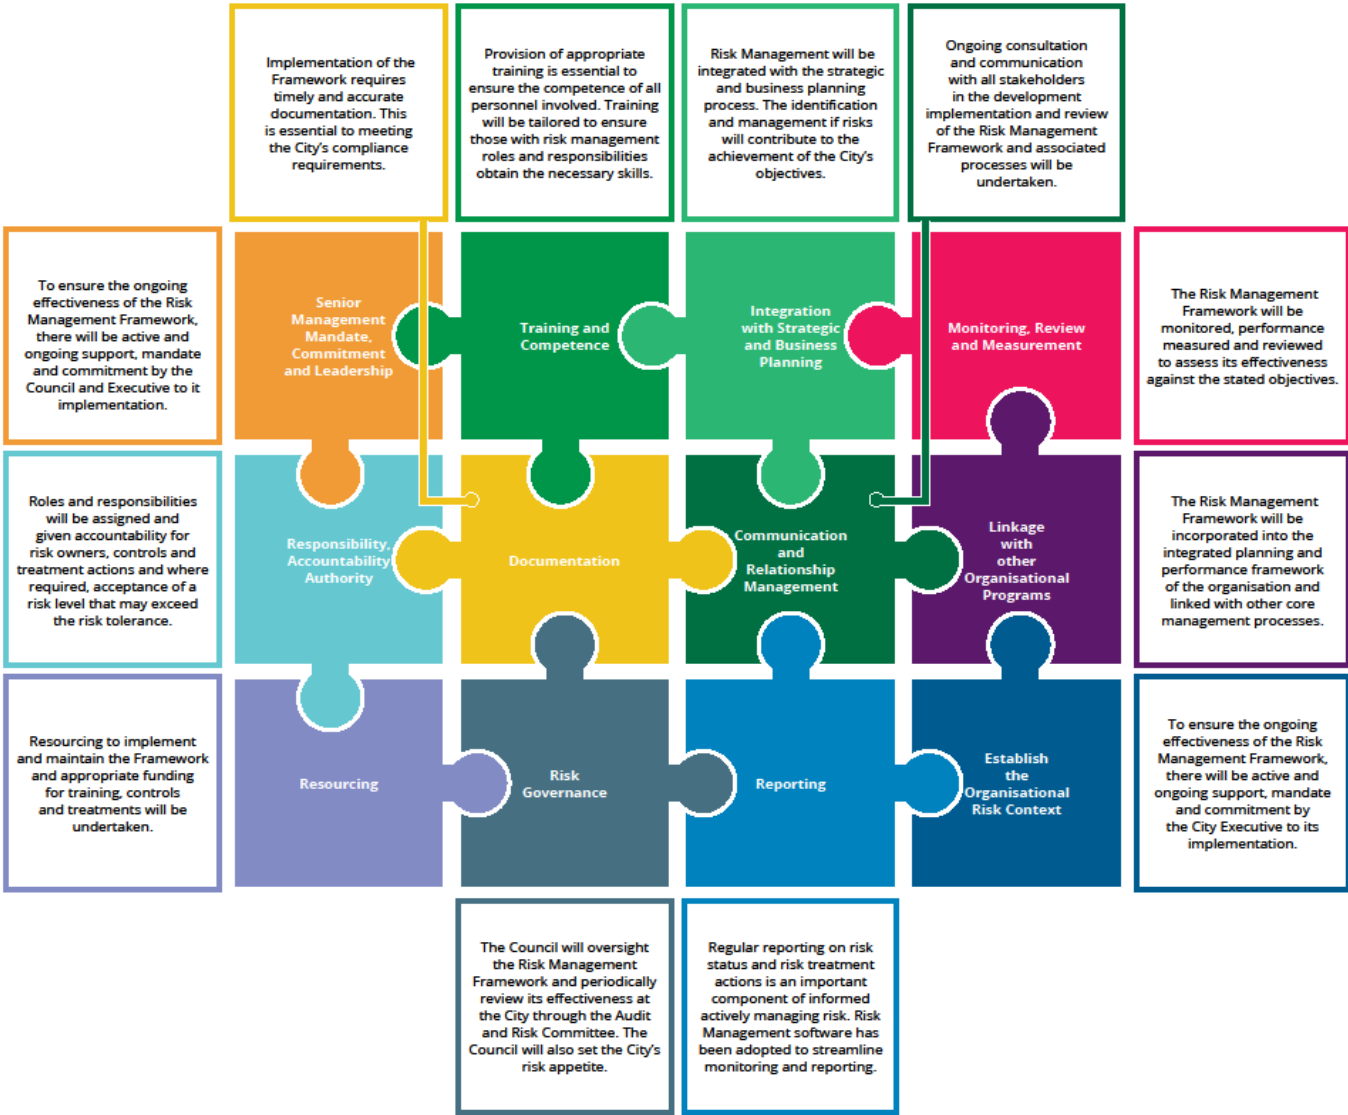 Implementation of the
Framework requires
timely and accurate
documentation. This
is essential to meeting
the City's compliance
requirements.
Provision of appropriate
training is essential to
ensure the competence of all
personnel involved. Training
will be tailored to ensure
those with risk management
roles and responsibilities
obtain the necessary skills.
Risk Management will be
integrated with the strategic
and business planning
process. The identification
and management if risks
will contribute to the
achievement of the City's
objectives.
Ongoing consultation
and communication
with all stakeholders
in the development
implementation and review
of the Risk Management
Framework and associated
processes will be
undertaken.
To ensure the ongoing
effectiveness of the Risk
Management Framework,
there will be active and
ongoing support, mandate
and commitment by the
Council and Executive to it
implementation.
Senior
Management
Mandate,
Commitment
and Leadership
Training and
Competence
Integration
with Strategic
and Business
Planning
Monitoring, Review
and Measurement
The Risk Management
Framework will be
monitored, performance
measured and reviewed
to assess its effectiveness
against the stated objectives.
Roles and responsibilities
will be assigned and
given accountability for
risk owners, controls and
treatment actions and where
required, acceptance of a
risk level that may exceed
the risk tolerance.
Responsibility,
Accountability
Authority
Documentation
Communication
and
Relationship
Management
Linkage
with
other
Organisational
Programs
The Risk Management
Framework will be
incorporated into the
integrated planning and
performance framework
of the organisation and
linked with other core
management processes.
Resourcing to implement
and maintain the Framework
and appropriate funding
for training, controls
and treatments will be
undertaken.
Resourcing
Risk
Governance
Reporting
Establish
the
Organisational
Risk Context
To ensure the ongoing
effectiveness of the Risk
Management Framework,
there will be active and
ongoing support, mandate
and commitment by
the City Executive to its
implementation.
The Council will oversight
the Risk Management
Framework and periodically
review its effectiveness at
the City through the Audit
and Risk Committee. The
Council will also set the City's
risk appetite.
Regular reporting on risk
status and risk treatment
actions is an important
component of informed
actively managing risk. Risk
Management software has
been adopted to streamline
monitoring and reporting.